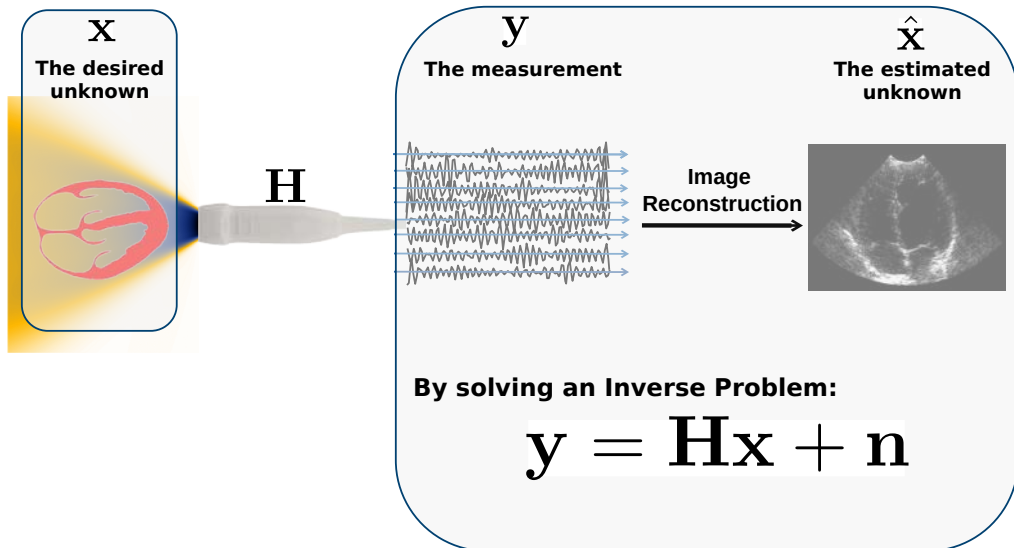 x
The desired
unknown
H
y
The measurement
x̂
The estimated
unknown
Image
Reconstruction
By solving an Inverse Problem:
y = Hx + n